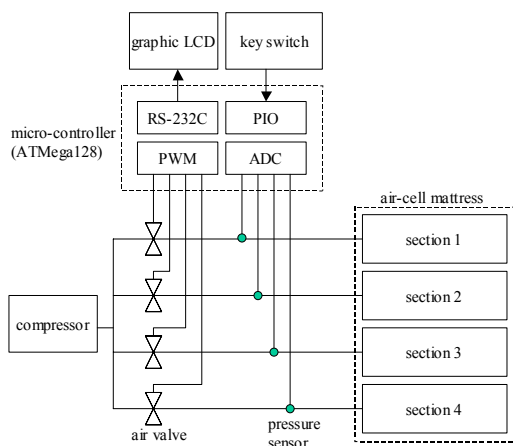 graphic LCD
key switch
RS-232C
PIO
micro-controller
(ATMega128)
PWM
ADC
air-cell mattress
section 1
section 2
compressor
section 3
section 4
air valve
pressure
sensor